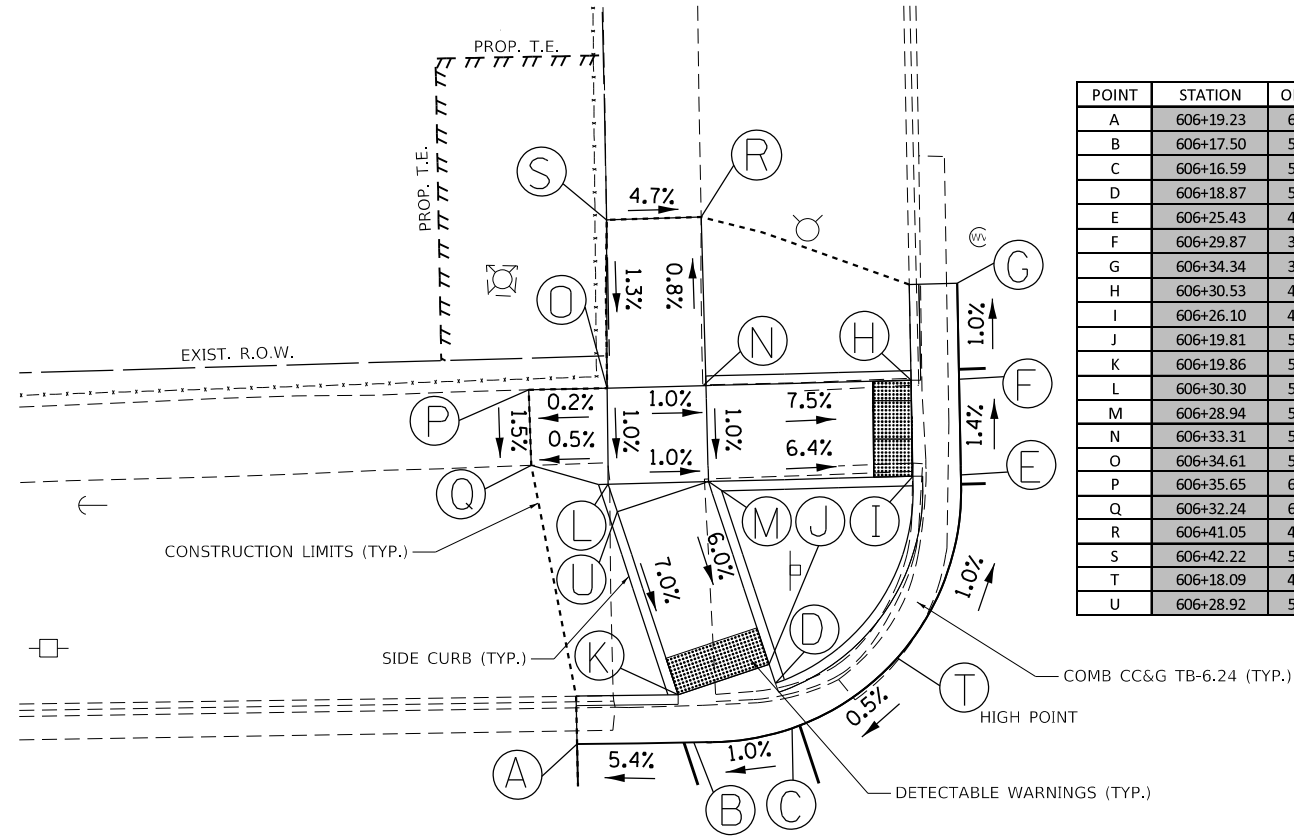 PROP. T.E.
PROP. T.E.
S
R
4.7%
1.3%
0.8%
G
O
N
H
1.0%
EXIST. R.O.W.
F
P
0.2%
1.0%
7.5%
1.5%
1.0%
1.0%
1.4%
0.5%
1.0%
6.4%
E
Q
L
M
J
I
CONSTRUCTION LIMITS (TYP.)
U
7.0%
6.0%
1.0%
K
D
SIDE CURB (TYP.)
COMB CC&G TB-6.24 (TYP.)
T
HIGH POINT
0.5%
A
5.4%
1.0%
B
C
DETECTABLE WARNINGS (TYP.)
WV
POINT STATION
A 606+19.23
B 606+17.50
C 606+16.59
D 606+18.87
E 606+25.43
F 606+29.87
G 606+34.34
H 606+30.53
I 606+26.10
J 606+19.81
K 606+19.86
L 606+30.30
M 606+28.94
N 606+33.31
O 606+34.61
P 606+35.65
Q 606+32.24
R 606+41.05
S 606+42.22
T 606+18.09
U 606+28.92